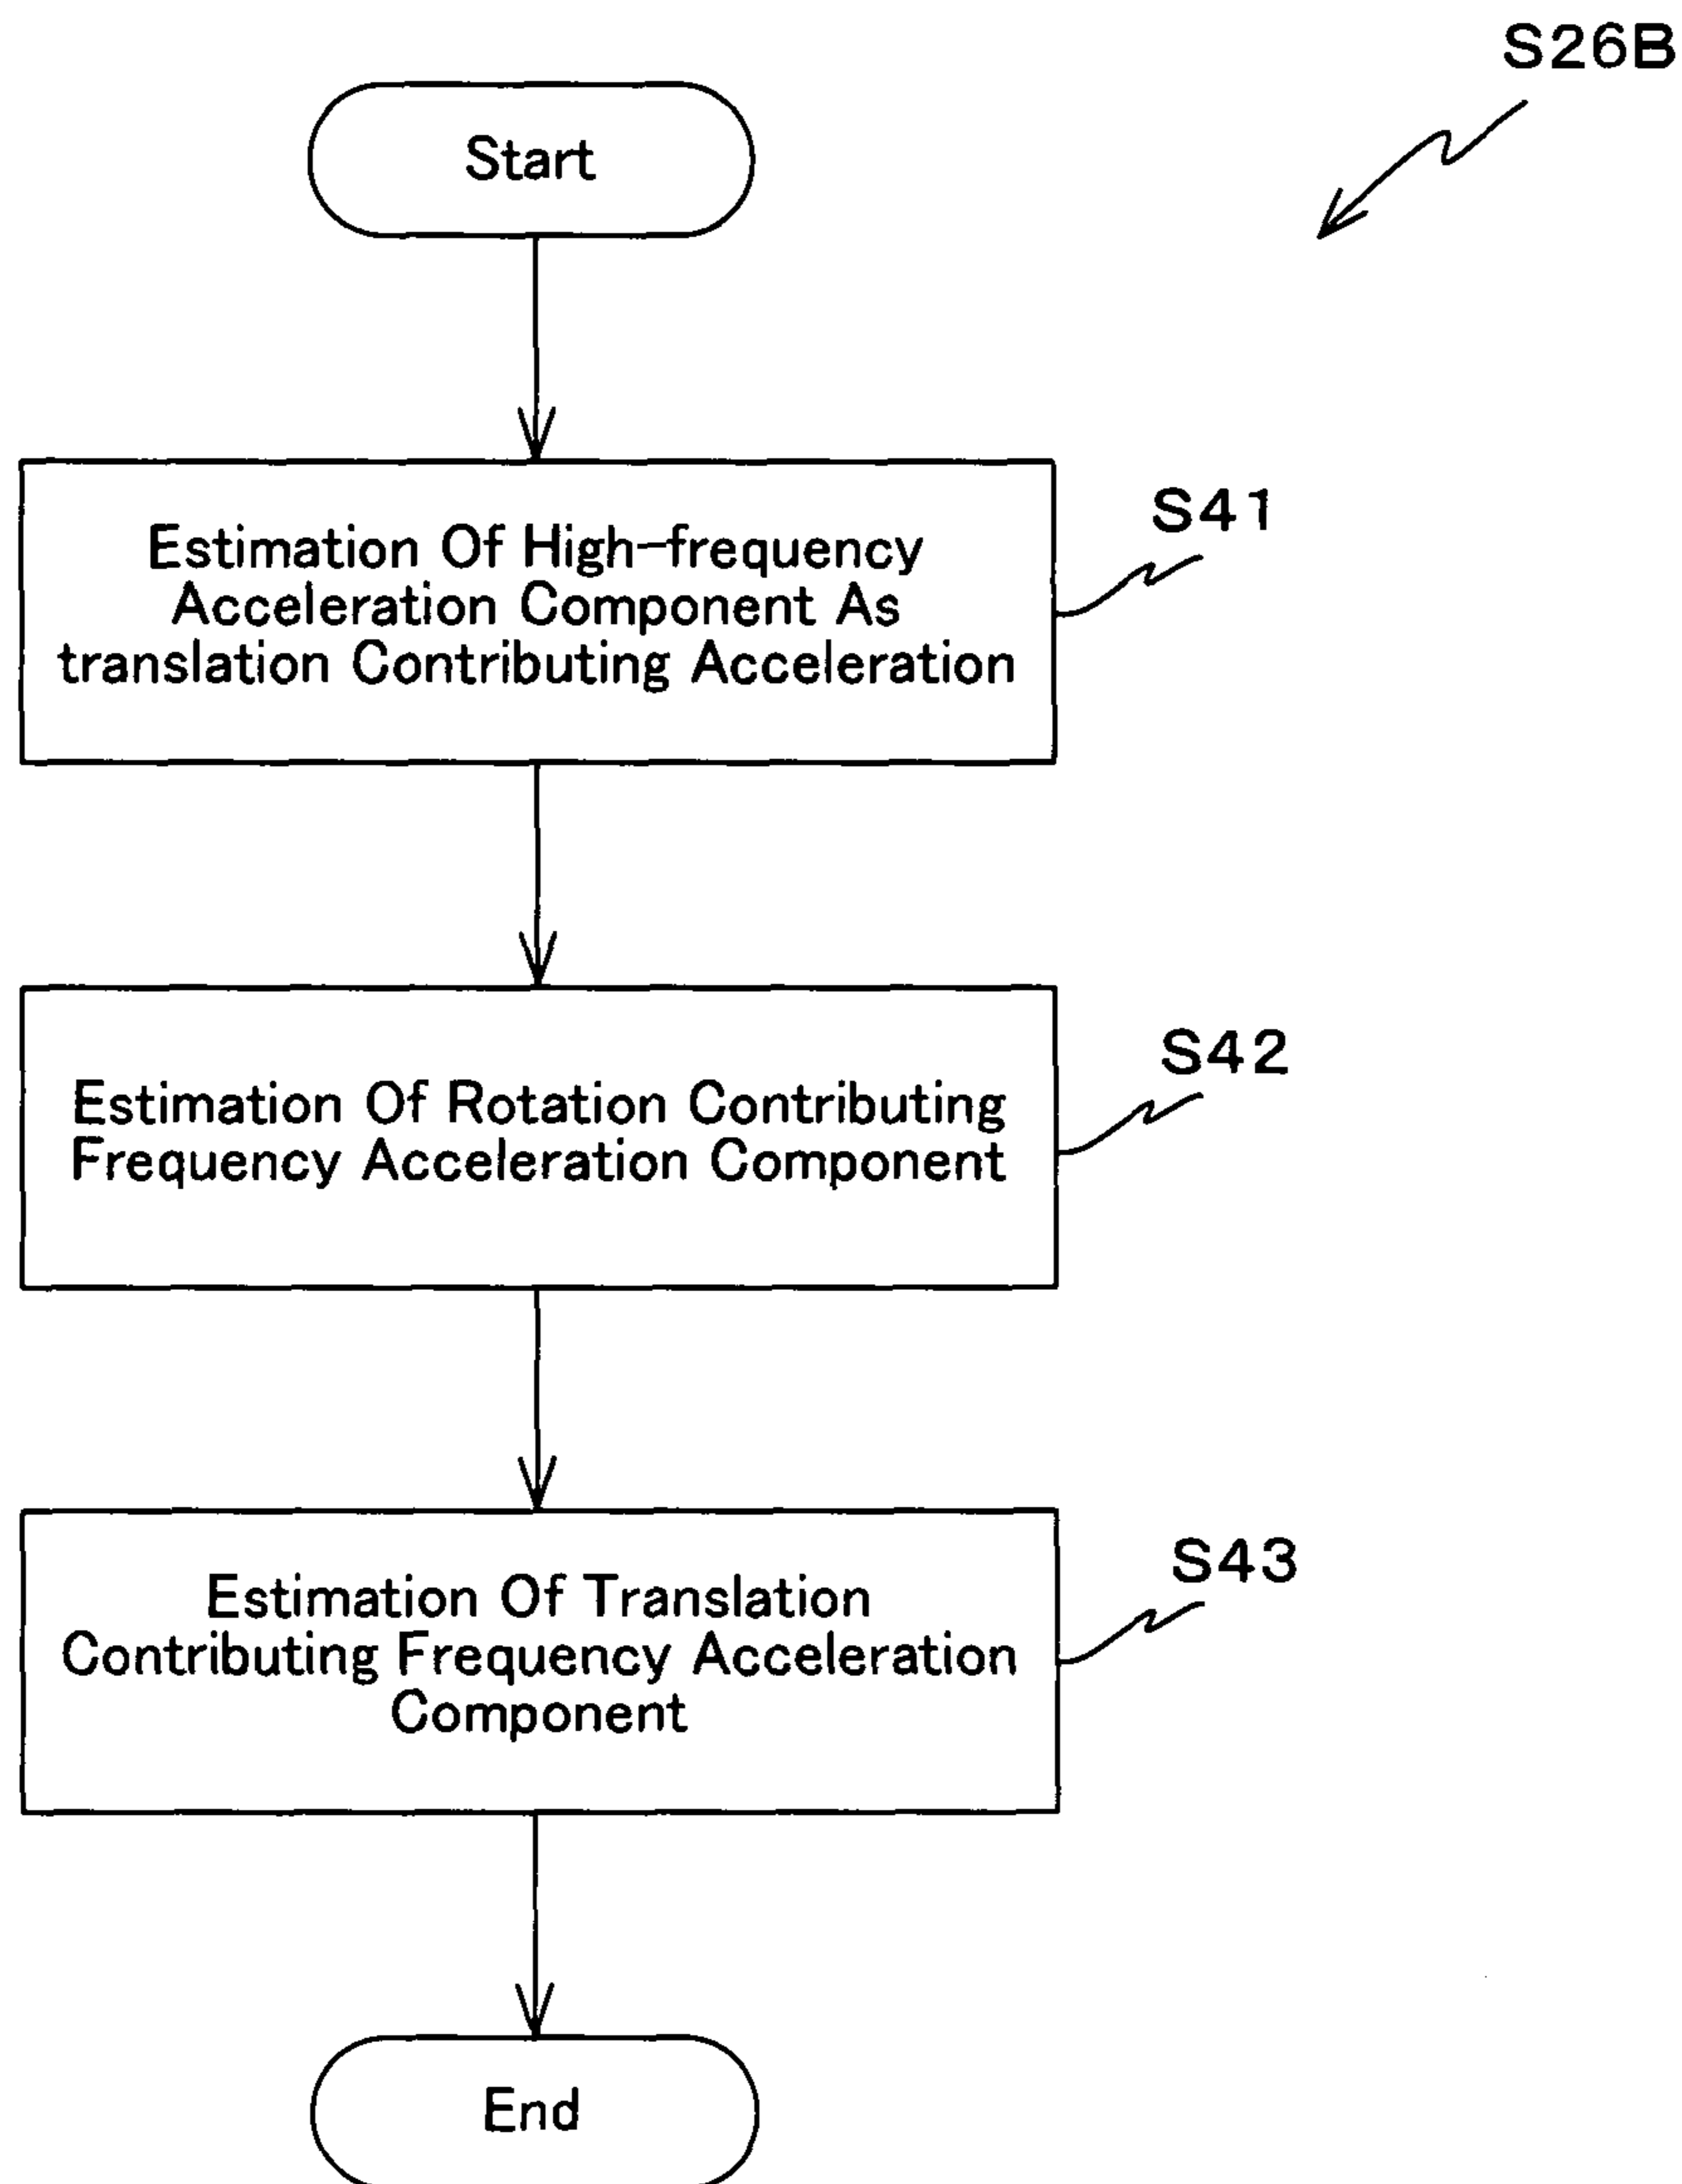 S26B
Start
Estimation Of High-frequency
Acceleration Component As
translation Contributing Acceleration
S41
Estimation Of Rotation Contributing
Frequency Acceleration Component
S42
Estimation Of Translation
Contributing Frequency Acceleration
Component
S43
End